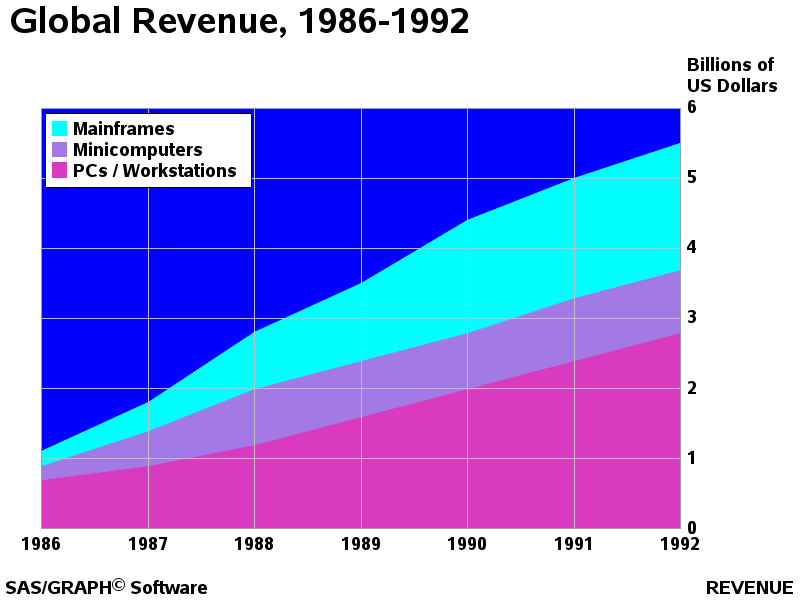 Global Revenue, 1986-1992
Billions of
US Dollars
Mainframes
Minicomputers
PCs / Workstations
6
5
4
3
2
1
0
1986 1987 1988 1989 1990 1991 1992
SAS/GRAPH© Software
REVENUE